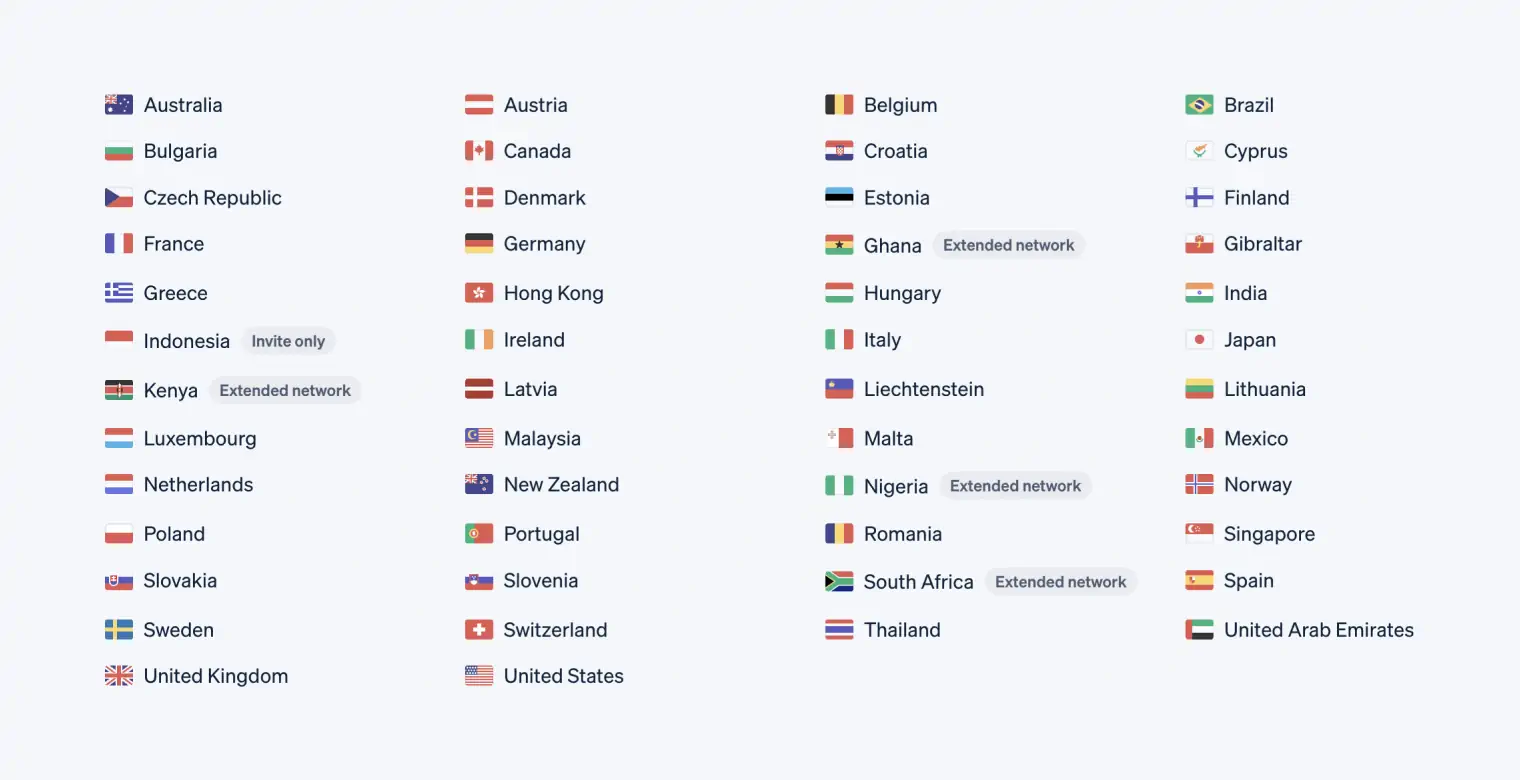 Australia
Austria
Belgium
Brazil
Bulgaria
Canada
Croatia
Cyprus
Czech Republic
Denmark
Estonia
Finland
France
Germany
Ghana Extended network
Gibraltar
Greece
Hong Kong
Hungary
India
Indonesia Invite only
Ireland
Italy
Japan
Kenya Extended network
Latvia
Liechtenstein
Lithuania
Luxembourg
Malaysia
Malta
Mexico
Netherlands
New Zealand
Nigeria Extended network
Norway
Poland
Portugal
Romania
Singapore
Slovakia
Slovenia
South Africa Extended network
Spain
Sweden
Switzerland
Thailand
United Arab Emirates
United Kingdom
United States